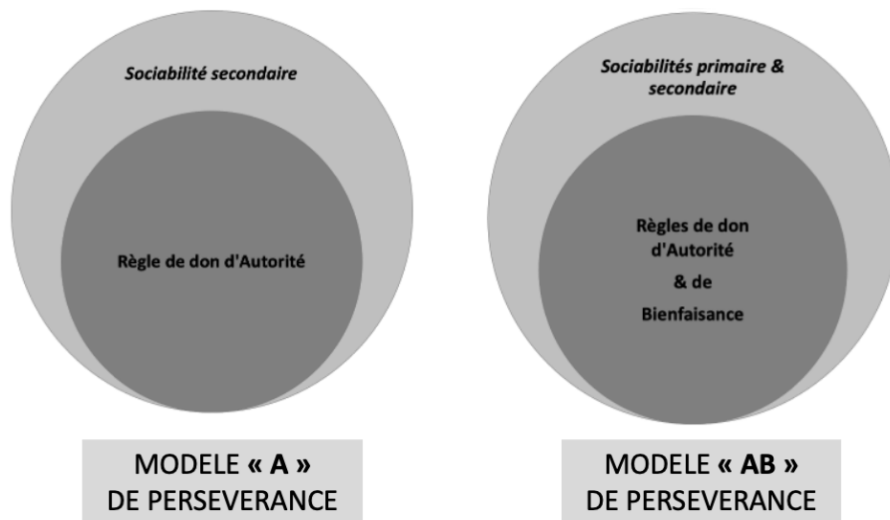 Sociabilité secondaire
Règle de don d'Autorité
MODELE « A »
DE PERSEVERANCE
Sociabilités primaire &
secondaire
Règles de don
d'Autorité
& de
Bienfaisance
MODELE « AB »
DE PERSEVERANCE